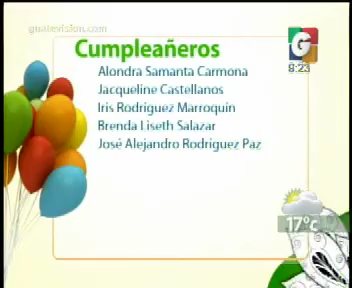 guatevision.com
Cumpleañeros
G
8:23
Alondra Samanta Carmona
Jacqueline Castellanos
Iris Rodríguez Marroquín
Brenda Liseth Salazar
José Alejandro Rodríguez Paz
17°c